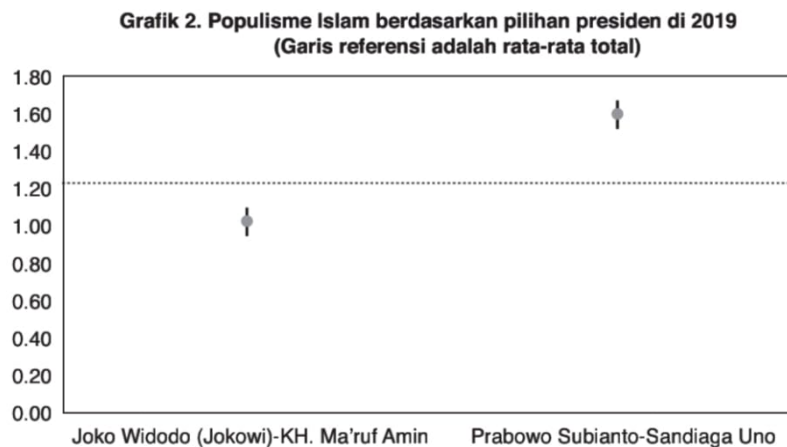 Grafik 2. Populisme Islam berdasarkan pilihan presiden di 2019
(Garis referensi adalah rata-rata total)
1.80
1.60
1.40
1.20
1.00
0.80
0.60
0.40
0.20
0.00
Joko Widodo (Jokowi)-KH. Ma'ruf Amin
Prabowo Subianto-Sandiaga Uno